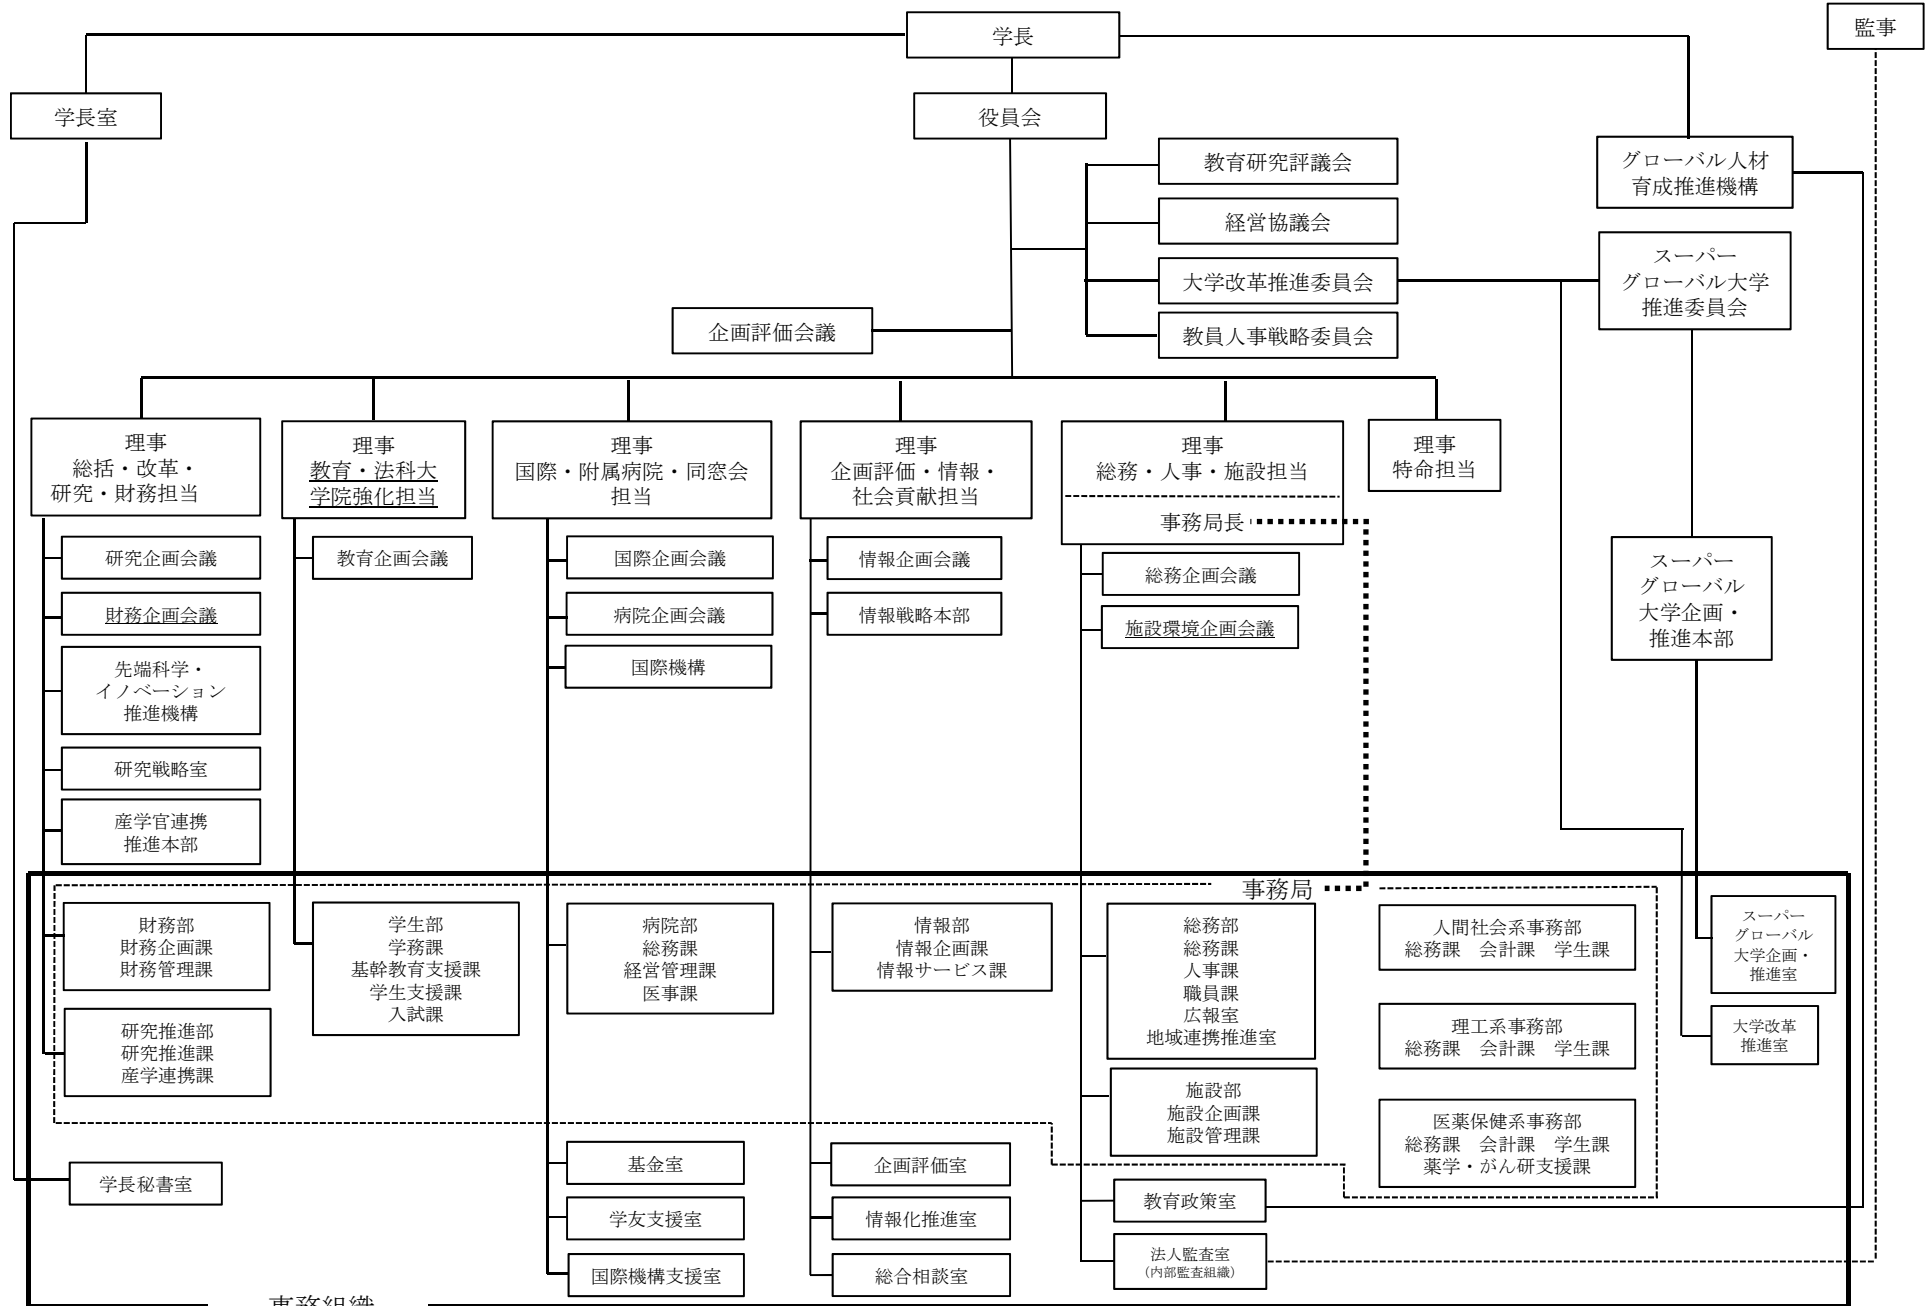 学長
監事
学長室
役員会
教育研究評議会
経営協議会
大学改革推進委員会
教員人事戦略委員会
企画評価会議
グローバル人材
育成推進機構
スーパー
グローバル大学
推進委員会
理事
総括・改革・
研究・財務担当
理事
教育・法科大
学院強化担当
理事
国際・附属病院・同窓会
担当
理事
企画評価・情報・
社会貢献担当
理事
総務・人事・施設担当
事務局長
理事
特命担当
研究企画会議
財務企画会議
先端科学・
イノベーション
推進機構
研究戦略室
産学官連携
推進本部
教育企画会議
国際企画会議
病院企画会議
国際機構
情報企画会議
情報戦略本部
総務企画会議
施設環境企画会議
スーパー
グローバル
大学企画・
推進本部
事務局
財務部
財務企画課
財務管理課
研究推進部
研究推進課
産学連携課
学生部
学務課
基幹教育支援課
学生支援課
入試課
病院部
総務課
経営管理課
医事課
情報部
情報企画課
情報サービス課
総務部
総務課
人事課
職員課
広報室
地域連携推進室
施設部
施設企画課
施設管理課
人間社会系事務部
総務課　会計課　学生課
理工系事務部
総務課　会計課　学生課
医薬保健系事務部
総務課　会計課　学生課
薬学・がん研支援課
スーパー
グローバル
大学企画・
推進室
大学改革
推進室
学長秘書室
基金室
学友支援室
国際機構支援室
企画評価室
情報化推進室
総合相談室
教育政策室
法人監査室
(内部監査組織)
事務組織